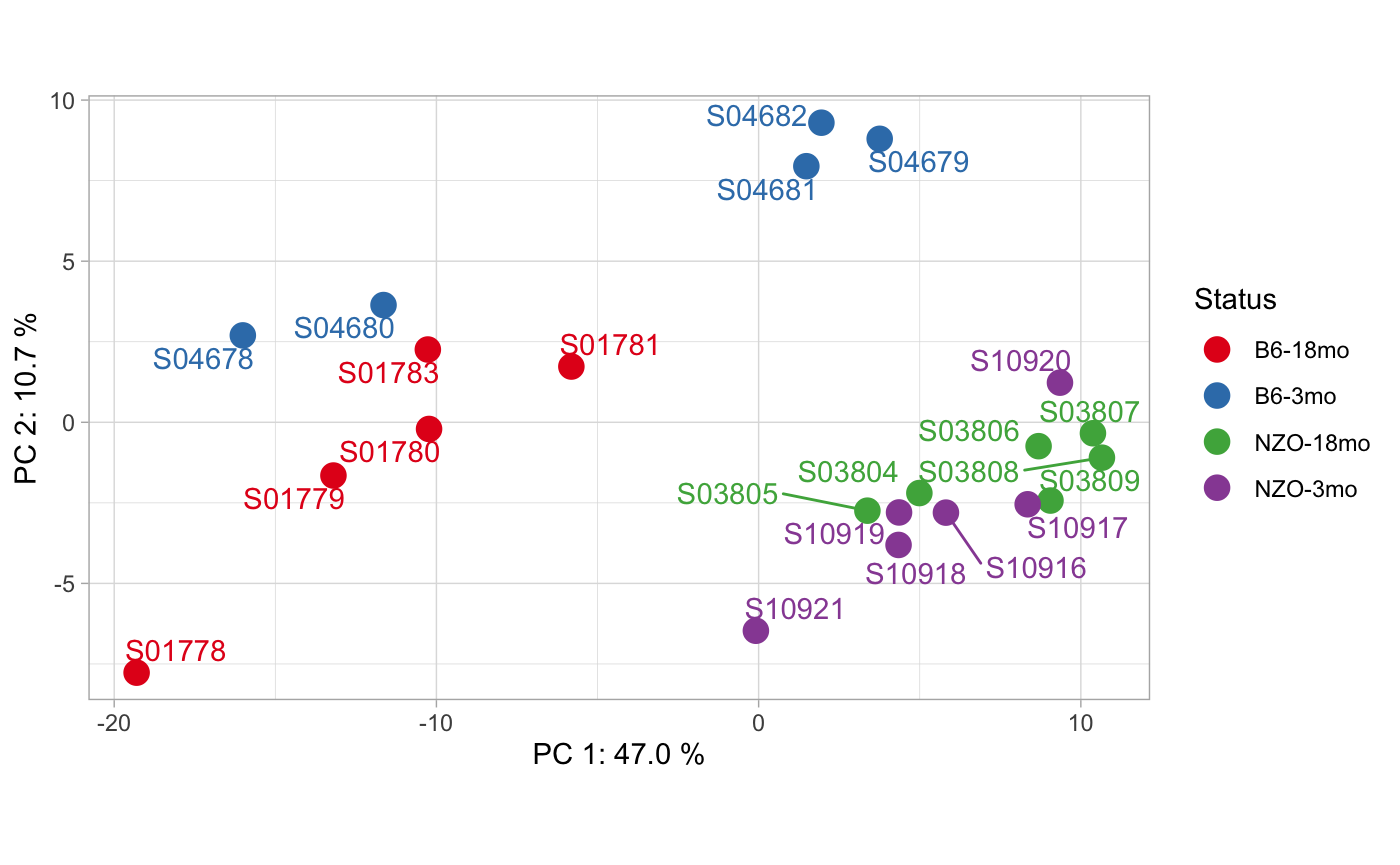 10
5
0
-5
PC 2: 10.7 %
S04682
S04679
S04681
S04680
S04678
S01781
S01783
S01780
S01779
S01778
S10920
S03807
S03806
S03804
S03808
S03809
S03805
S10919
S10917
S10918
S10916
S10921
-20
-10
0
10
PC 1: 47.0 %
Status
B6-18mo
B6-3mo
NZO-18mo
NZO-3mo